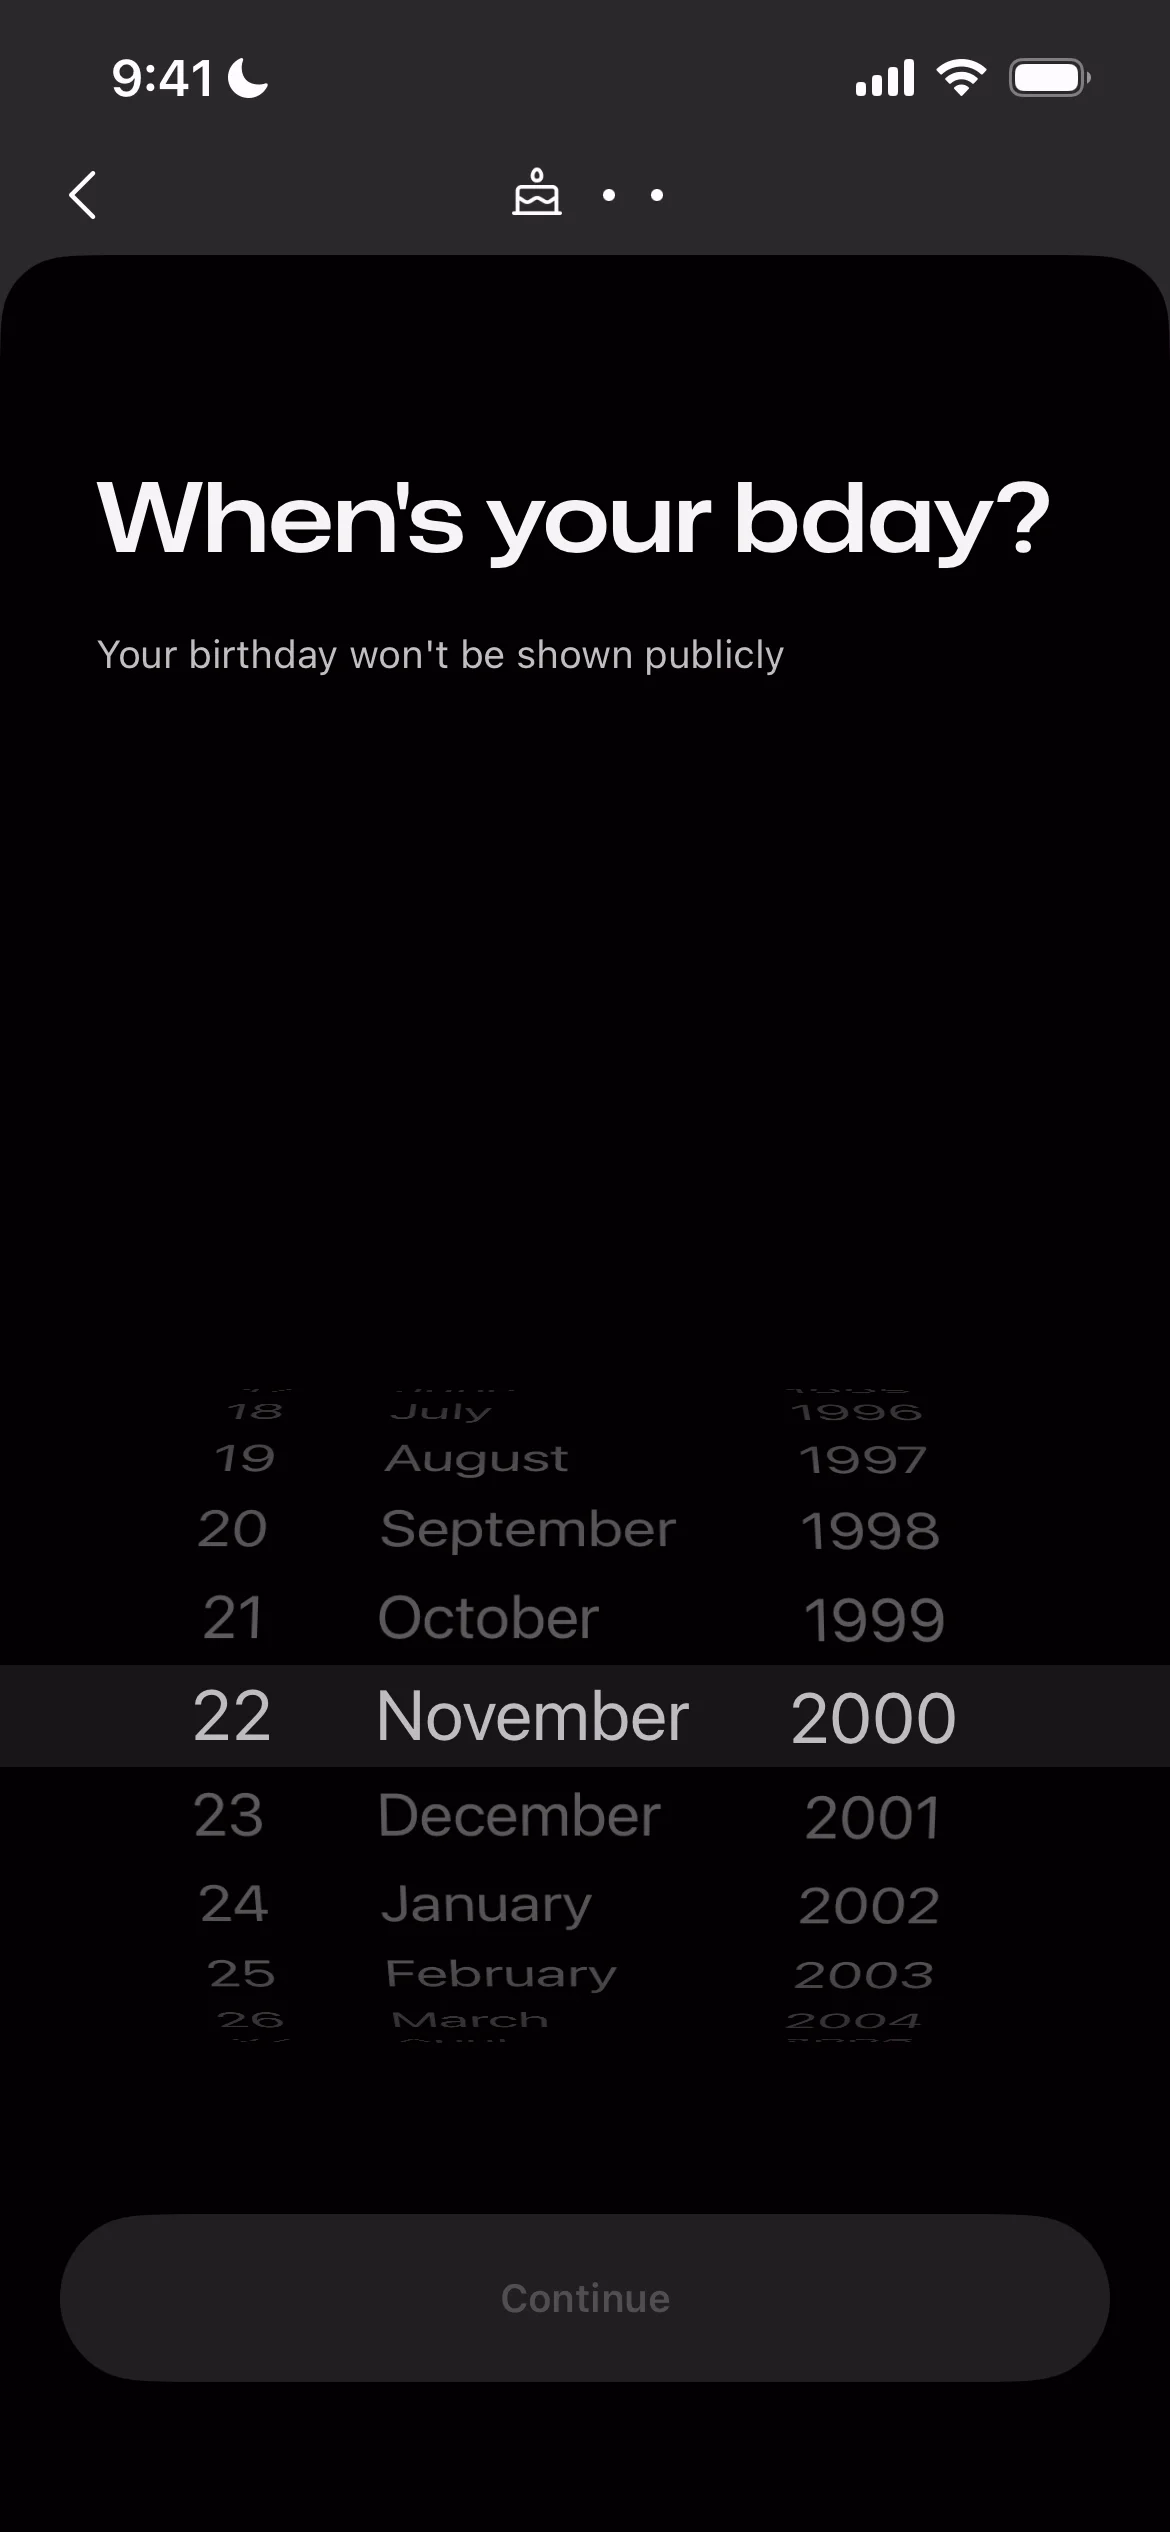 9:41
When's your bday?
Your birthday won't be shown publicly
18 July 1996
19 August 1997
20 September 1998
21 October 1999
22 November 2000
23 December 2001
24 January 2002
25 February 2003
26 March 2004
Continue